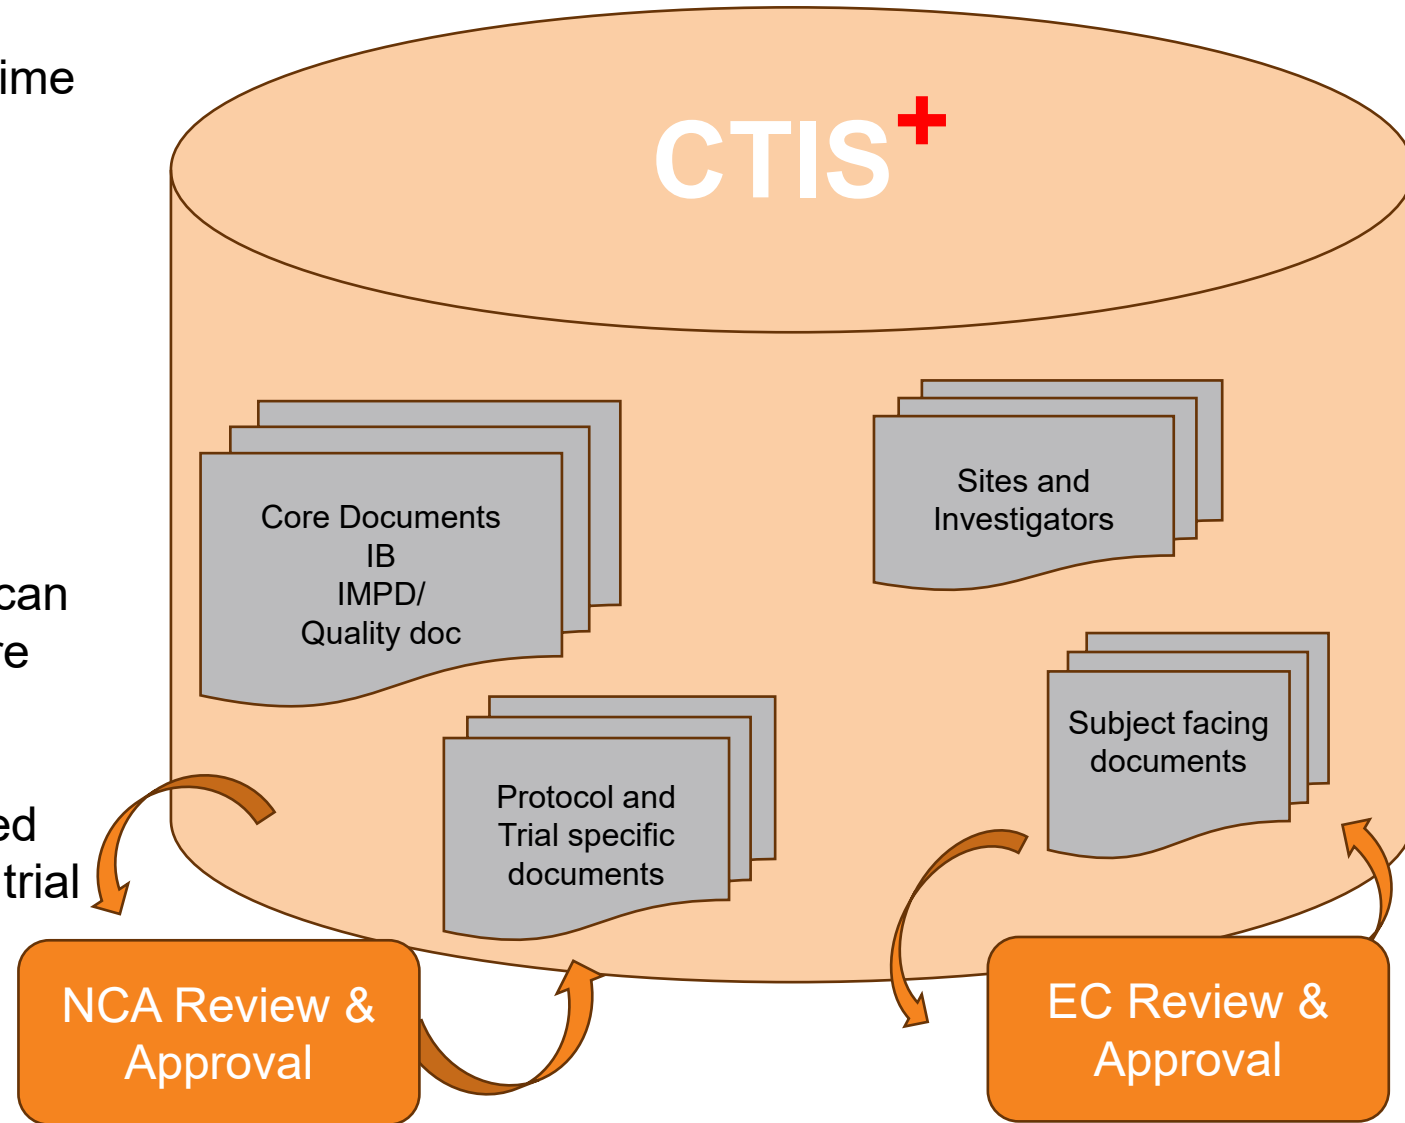 ime
CTIS+
can
re
ed
trial
Core Documents
IB
IMPD/
Quality doc
Sites and
Investigators
Protocol and
Trial specific
documents
Subject facing
documents
NCA Review &
Approval
EC Review &
Approval